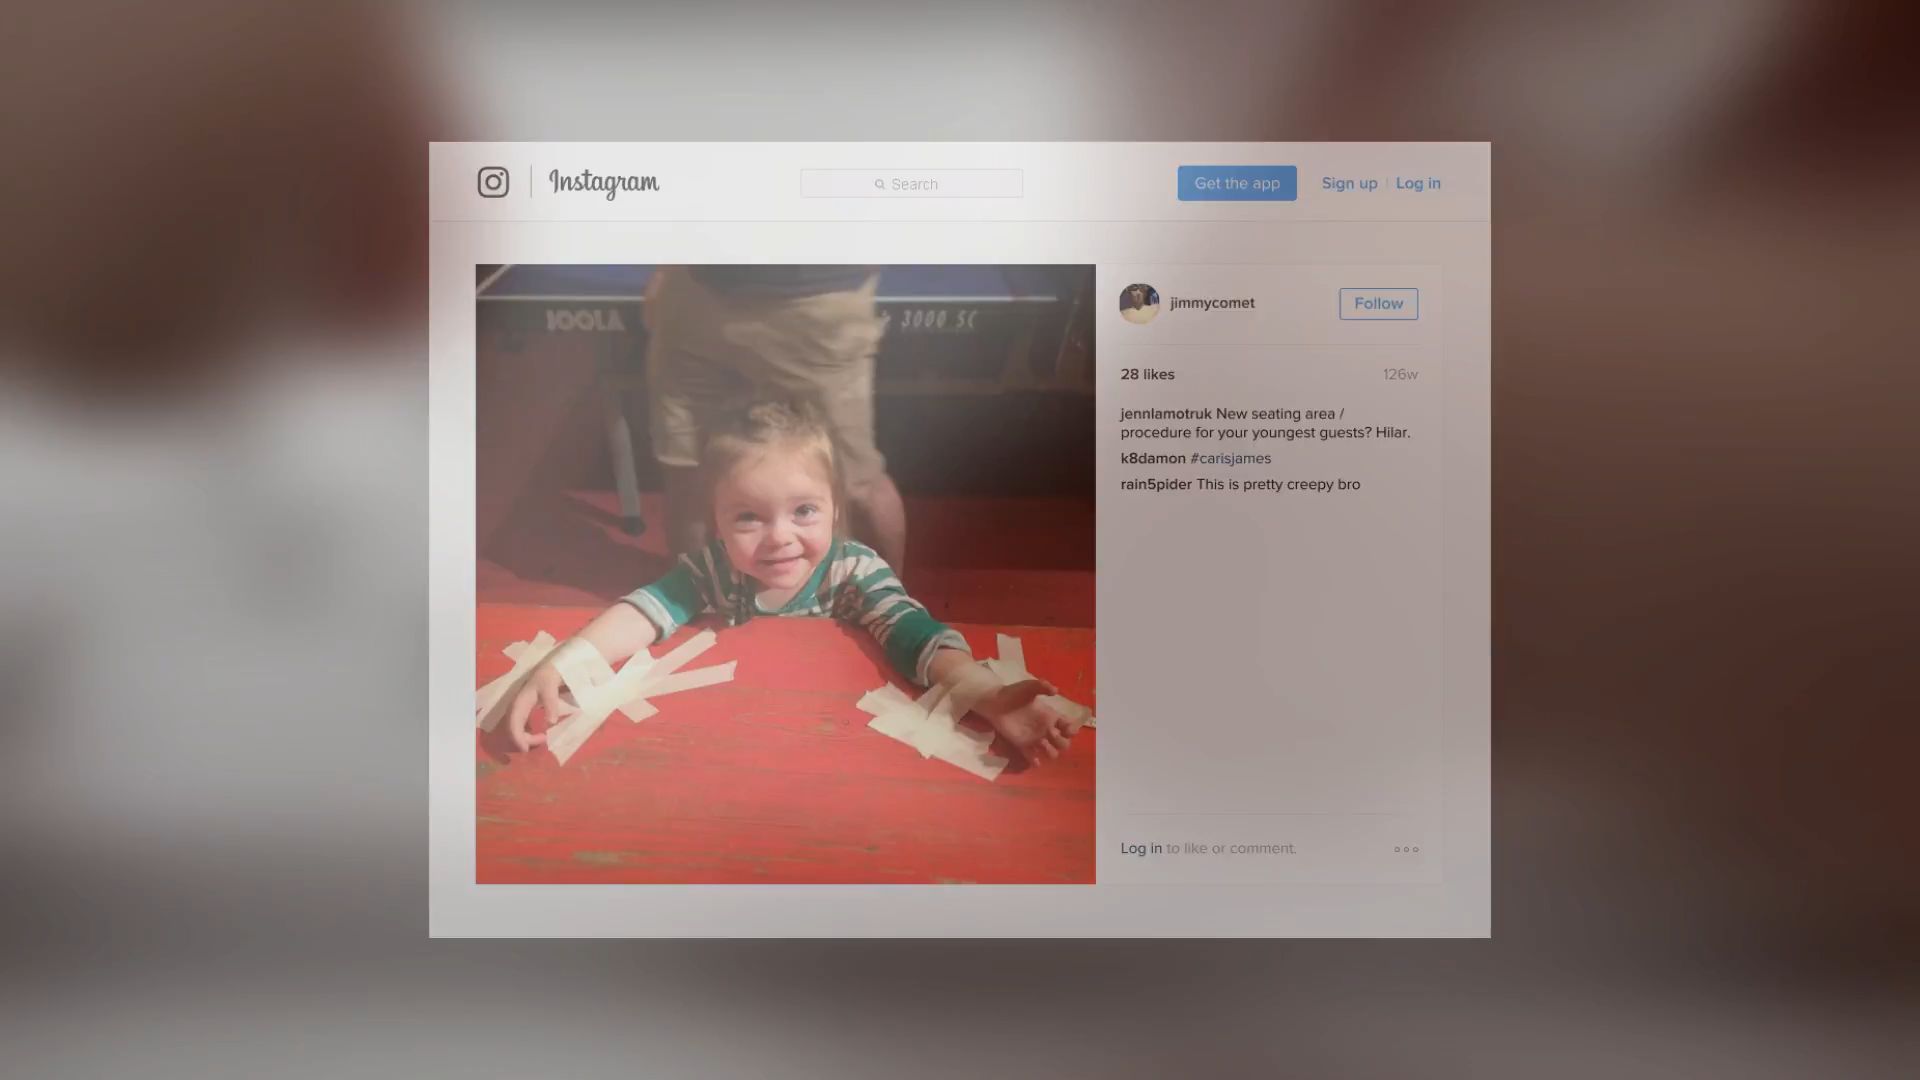 Instagram
Search
Get the app
Sign up | Log in
JOOLA
3000 SC
jimmycomet
Follow
28 likes
126w
jennlamotruk New seating area /
procedure for your youngest guests? Hilar.
k8damon #carisjames
rain5pider This is pretty creepy bro
Log in to like or comment.